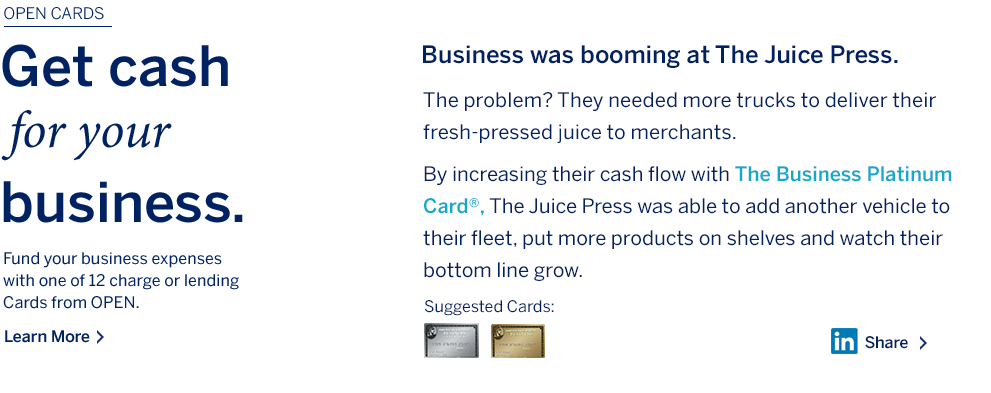 OPEN CARDS
Get cash
for your
business.
Fund your business expenses
with one of 12 charge or lending
Cards from OPEN.
Learn More
Business was booming at The Juice Press.
The problem? They needed more trucks to deliver their
fresh-pressed juice to merchants.
By increasing their cash flow with The Business Platinum
Card®, The Juice Press was able to add another vehicle to
their fleet, put more products on shelves and watch their
bottom line grow.
Suggested Cards:
in Share